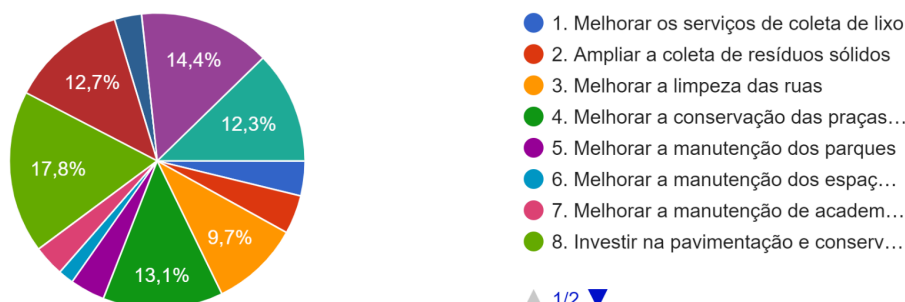 14,4%
12,7%
12,3%
17,8%
9,7%
13,1%
1. Melhorar os serviços de coleta de lixo
2. Ampliar a coleta de resíduos sólidos
3. Melhorar a limpeza das ruas
4. Melhorar a conservação das praças…
5. Melhorar a manutenção dos parques
6. Melhorar a manutenção dos espaç…
7. Melhorar a manutenção de academ…
8. Investir na pavimentação e conserv…
1/2